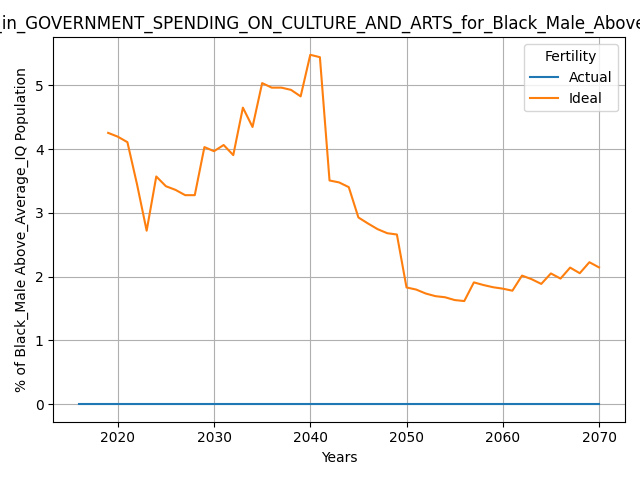 _in_GOVERNMENT_SPENDING_ON_CULTURE_AND_ARTS_for_Black_Male_Above
Fertility
Actual
Ideal
% of Black_Male Above_Average_IQ Population
5
4
3
2
1
0
2020 2030 2040 2050 2060 2070
Years